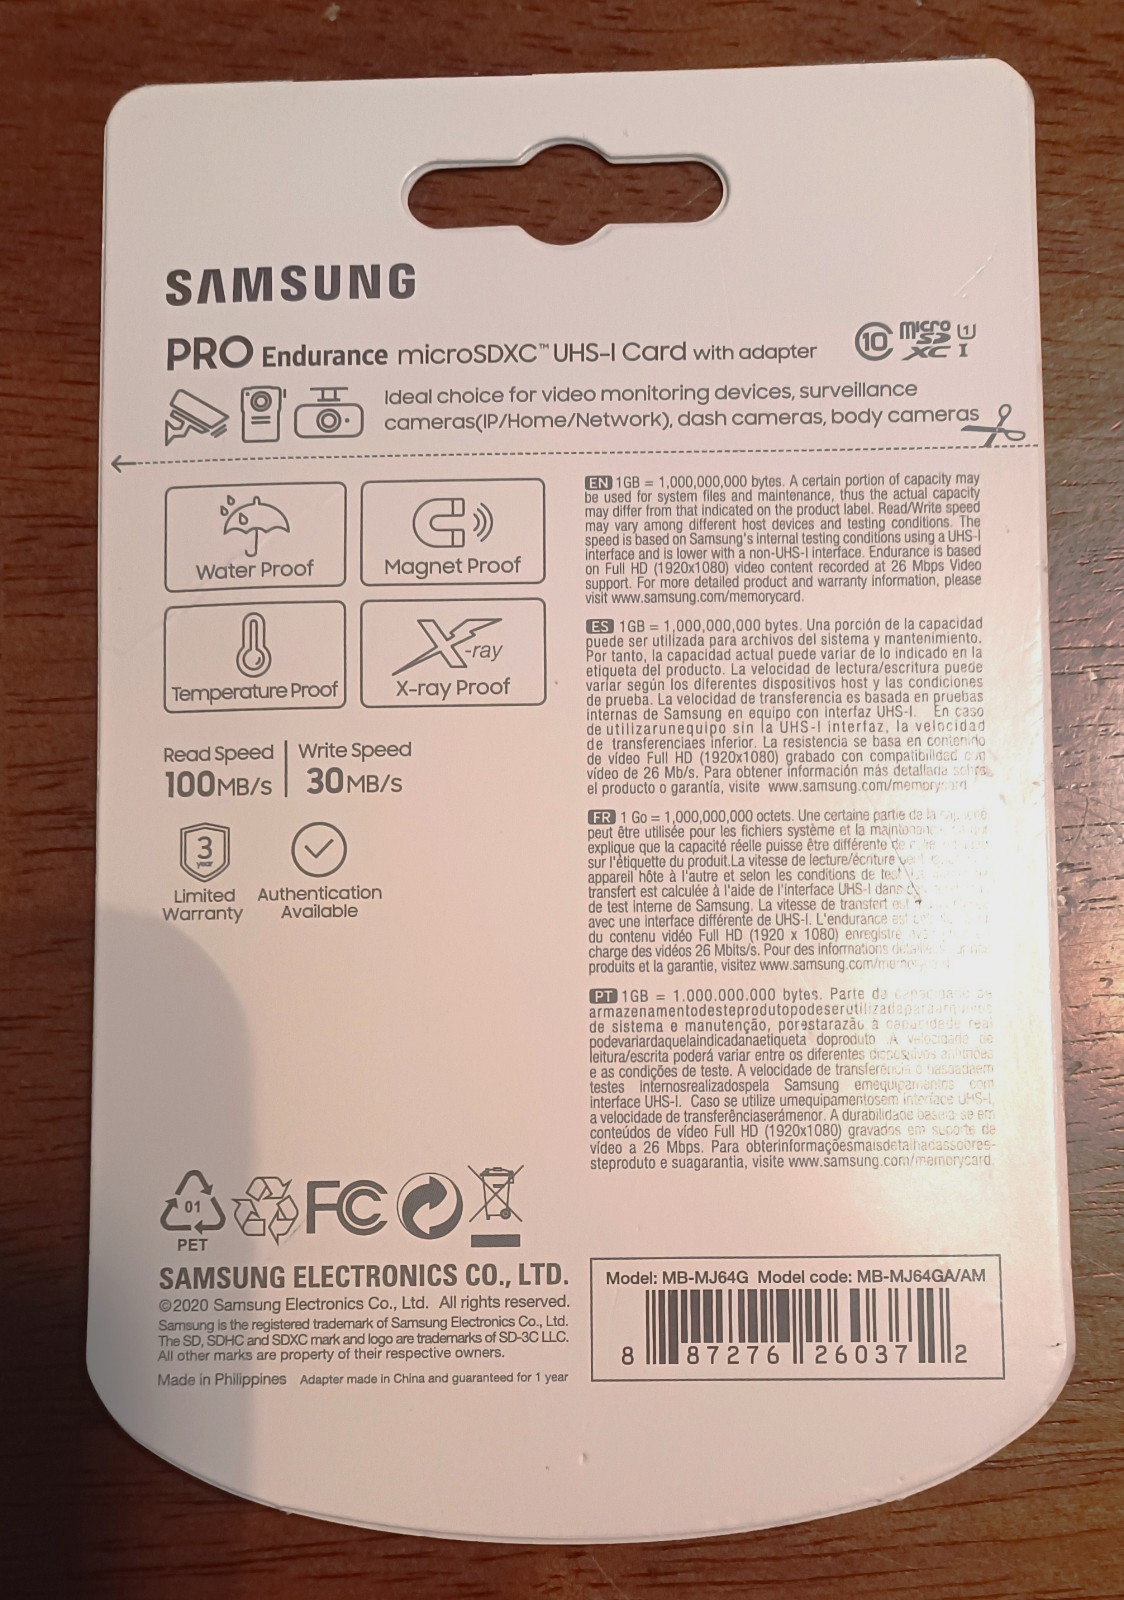 SAMSUNG
PRO Endurance microSDXC™ UHS-I Card with adapter
10 micro SD XC U1 I
Ideal choice for video monitoring devices, surveillance
cameras(IP/Home/Network), dash cameras, body cameras
Water Proof
Magnet Proof
Temperature Proof
X-ray
X-ray Proof
Read Speed
100MB/s
Write Speed
30MB/s
3
year
Limited
Warranty
Authentication
Available
EN 1GB = 1,000,000,000 bytes. A certain portion of capacity may
be used for system files and maintenance, thus the actual capacity
may differ from that indicated on the product label. Read/Write speed
may vary among different host devices and testing conditions. The
speed is based on Samsung's internal testing conditions using a UHS-I
interface and is lower with a non-UHS-I interface. Endurance is based
on Full HD (1920x1080) video content recorded at 26 Mbps Video
support. For more detailed product and warranty information, please
visit www.samsung.com/memorycard.
ES 1GB = 1,000,000,000 bytes. Una porción de la capacidad
puede ser utilizada para archivos del sistema y mantenimiento.
Por tanto, la capacidad actual puede variar de lo indicado en la
etiqueta del producto. La velocidad de lectura/escritura puede
variar según los diferentes dispositivos host y las condiciones
de prueba. La velocidad de transferencia es basada en pruebas
internas de Samsung en equipo con interfaz UHS-I. En caso
de utilizarunequipo sin la UHS-I interfaz, la velocidad
de transferenciaes inferior. La resistencia se basa en contenido
de vídeo Full HD (1920x1080) grabado con compatibilidad con
vídeo de 26 Mb/s. Para obtener información más detallada sobre
el producto o garantía, visite www.samsung.com/memorycard
FR 1 Go = 1,000,000,000 octets. Une certaine partie de la
peut être utilisée pour les fichiers système et la
explique que la capacité réelle puisse être différente de
sur l'étiquette du produit.La vitesse de lecture/écriture
appareil hôte à l'autre et selon les conditions de test
transfert est calculée à l'aide de l'interface UHS-I dans
de test interne de Samsung. La vitesse de transfert est
avec une interface différente de UHS-I. L'endurance est
du contenu vidéo Full HD (1920 x 1080) enregistré
charge des vidéos 26 Mbits/s. Pour des informations
produits et la garantie, visitez www.samsung.com/
PT 1GB = 1.000.000.000 bytes. Parte da capacidade de
armazenamentodesteprodutopodeserutilizadaparaarquivos
de sistema e manutenção, porestarazão a capacidade real
podevariardaquelaindicadanaetiqueta doproduto. A velocidade de
leitura/escrita poderá variar entre os diferentes dispositivos anfitriões
e as condições de teste. A velocidade de transferência é baseadaem
testes internosrealizadospela Samsung emequipamentos com
interface UHS-I. Caso se utilize umequipamentosem interface UHS-I,
a velocidade de transferênciaserámenor. A durabilidade baseia-se em
conteúdos de vídeo Full HD (1920x1080) gravados em suporte de
vídeo a 26 Mbps. Para obterinformaçõesmaisdetalhadassobres-
steproduto e suagarantia, visite www.samsung.com/memorycard.
01
PET
FC
SAMSUNG ELECTRONICS CO., LTD.
©2020 Samsung Electronics Co., Ltd. All rights reserved.
Samsung is the registered trademark of Samsung Electronics Co., Ltd.
The SD, SDHC and SDXC mark and logo are trademarks of SD-3C LLC.
All other marks are property of their respective owners.
Made in Philippines Adapter made in China and guaranteed for 1 year
Model: MB-MJ64G Model code: MB-MJ64GA/AM
8 87276 26037 2